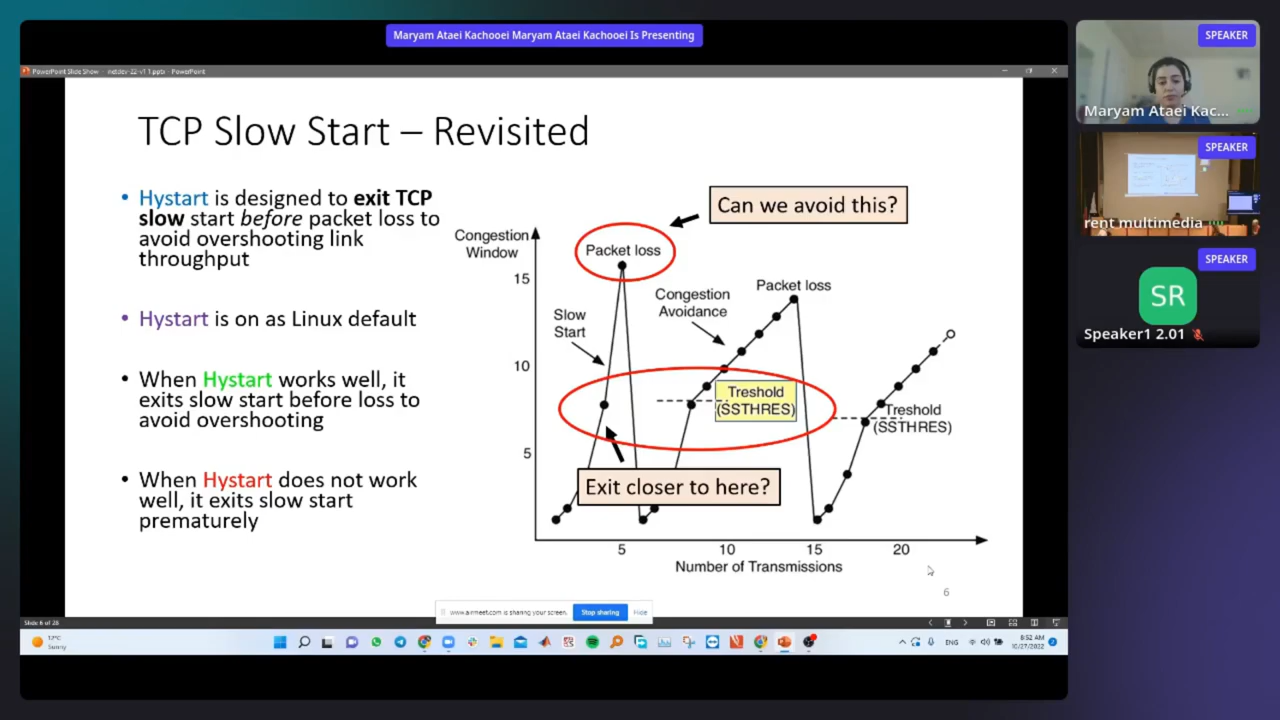 Maryam Ataei Kachooei Maryam Ataei Kachooei Is Presenting
PowerPoint Slide Show - netdev-22-v1 1.pptx - PowerPoint
TCP Slow Start – Revisited
• Hystart is designed to exit TCP
slow start before packet loss to
avoid overshooting link
throughput
• Hystart is on as Linux default
• When Hystart works well, it
exits slow start before loss to
avoid overshooting
• When Hystart does not work
well, it exits slow start
prematurely
Can we avoid this?
Congestion
Window
Packet loss
15
Slow
Start
Congestion
Avoidance
Packet loss
10
Treshold
(SSTHRES)
Treshold
(SSTHRES)
5
Exit closer to here?
5
10
15
20
Number of Transmissions
6
www.airmeet.com is sharing your screen.
Stop sharing
Hide
Slide 6 of 28
12°C
Sunny
ENG
8:52 AM
10/27/2022
SPEAKER
Maryam Ataei Kac...
SPEAKER
rent multimedia
SPEAKER
SR
Speaker1 2.01